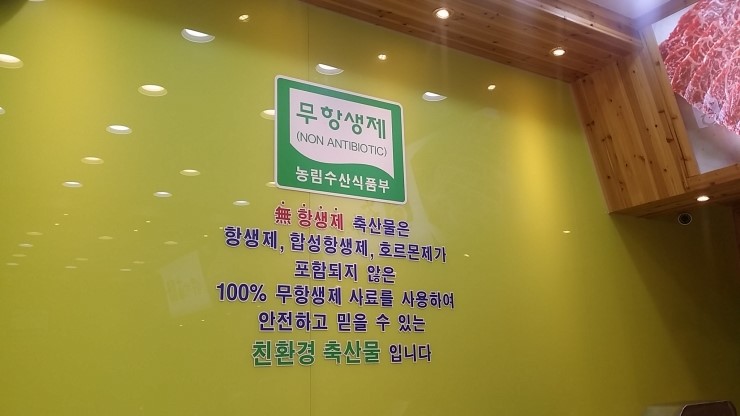 무항생제
(NON ANTIBIOTIC)
농림수산식품부
無 항생제 축산물은
항생제, 합성항생제, 호르몬제가
포함되지 않은
100% 무항생제 사료를 사용하여
안전하고 믿을 수 있는
친환경 축산물 입니다